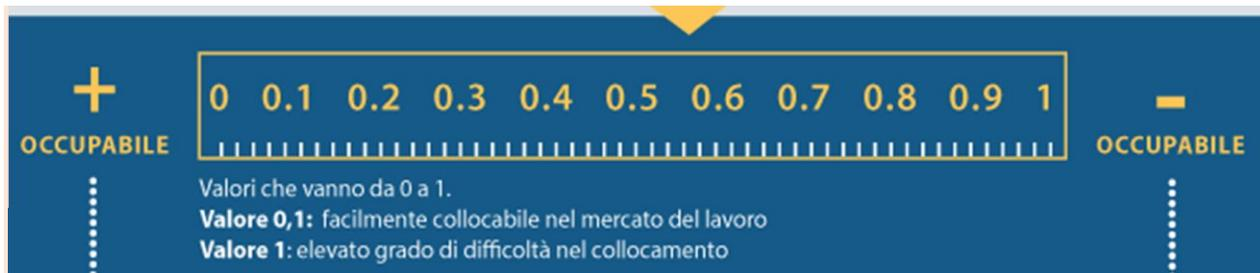 +
OCCUPABILE
0 0.1 0.2 0.3 0.4 0.5 0.6 0.7 0.8 0.9 1
-
OCCUPABILE
Valori che vanno da 0 a 1.
Valore 0,1: facilmente collocabile nel mercato del lavoro
Valore 1: elevato grado di difficoltà nel collocamento